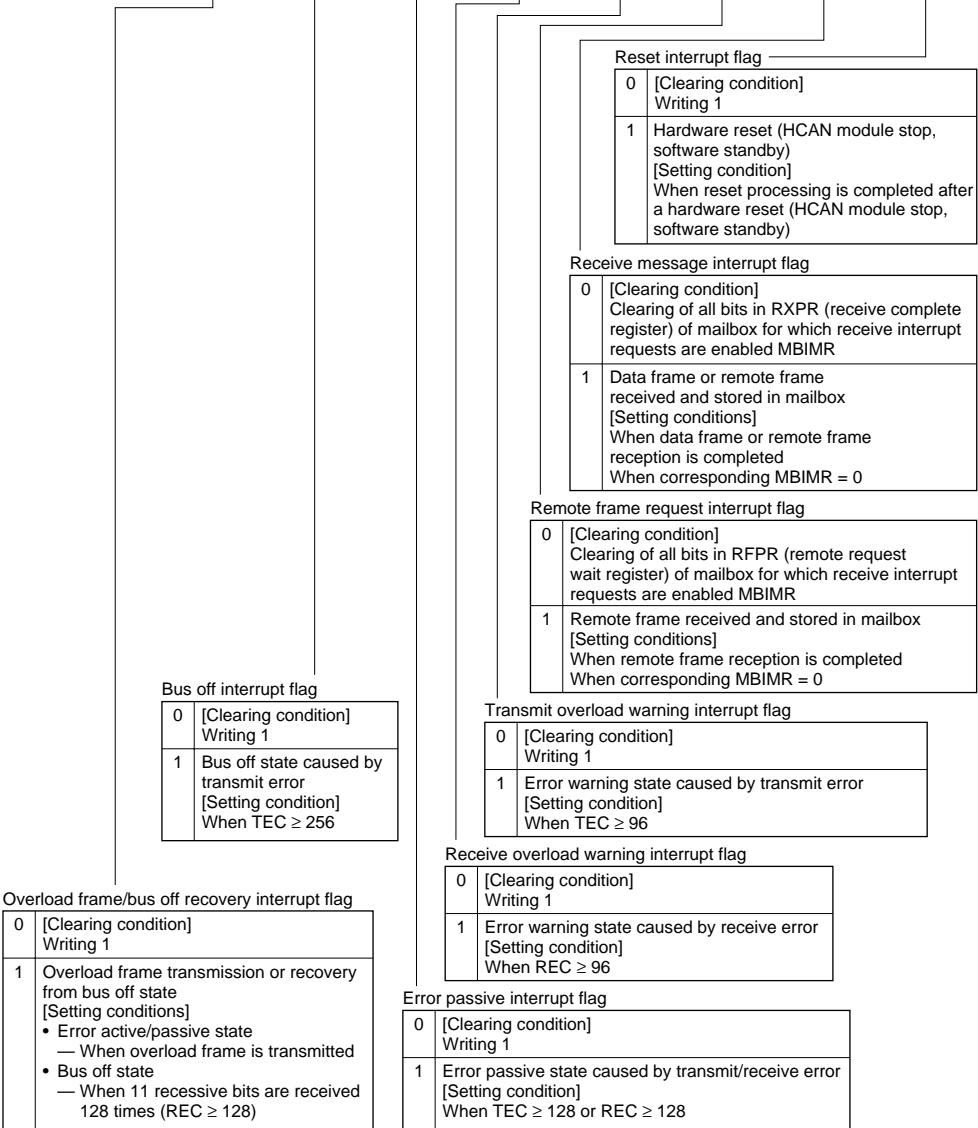 Reset interrupt flag
0 [Clearing condition]
Writing 1
1 Hardware reset (HCAN module stop,
software standby)
[Setting condition]
When reset processing is completed after
a hardware reset (HCAN module stop,
software standby)
Receive message interrupt flag
0 [Clearing condition]
Clearing of all bits in RXPR (receive complete
register) of mailbox for which receive interrupt
requests are enabled MBIMR
1 Data frame or remote frame
received and stored in mailbox
[Setting conditions]
When data frame or remote frame
reception is completed
When corresponding MBIMR = 0
Remote frame request interrupt flag
0 [Clearing condition]
Clearing of all bits in RFPR (remote request
wait register) of mailbox for which receive interrupt
requests are enabled MBIMR
1 Remote frame received and stored in mailbox
[Setting conditions]
When remote frame reception is completed
When corresponding MBIMR = 0
Bus off interrupt flag
0 [Clearing condition]
Writing 1
1 Bus off state caused by
transmit error
[Setting condition]
When TEC ≥ 256
Transmit overload warning interrupt flag
0 [Clearing condition]
Writing 1
1 Error warning state caused by transmit error
[Setting condition]
When TEC ≥ 96
Receive overload warning interrupt flag
0 [Clearing condition]
Writing 1
1 Error warning state caused by receive error
[Setting condition]
When REC ≥ 96
Overload frame/bus off recovery interrupt flag
0 [Clearing condition]
Writing 1
1 Overload frame transmission or recovery
from bus off state
[Setting conditions]
• Error active/passive state
— When overload frame is transmitted
• Bus off state
— When 11 recessive bits are received
128 times (REC ≥ 128)
Error passive interrupt flag
0 [Clearing condition]
Writing 1
1 Error passive state caused by transmit/receive error
[Setting condition]
When TEC ≥ 128 or REC ≥ 128